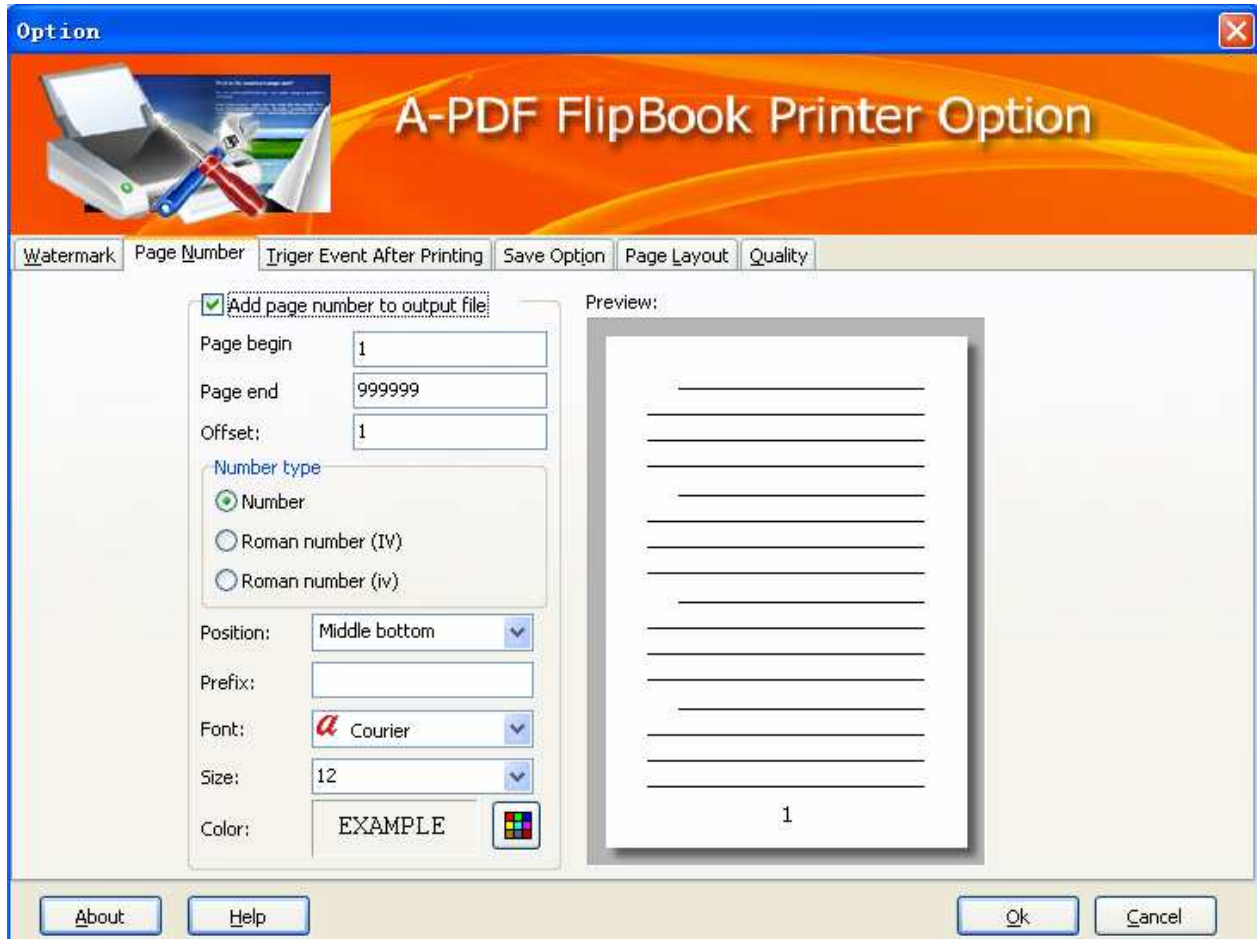 Option
A-PDF FlipBook Printer Option
Watermark Page Number Triger Event After Printing Save Option Page Layout Quality
Add page number to output file
Preview:
Page begin 1
Page end 999999
Offset: 1
Number type
Number
Roman number (IV)
Roman number (iv)
Position: Middle bottom
Prefix:
Font: a Courier
Size: 12
Color: EXAMPLE
1
About Help Ok Cancel